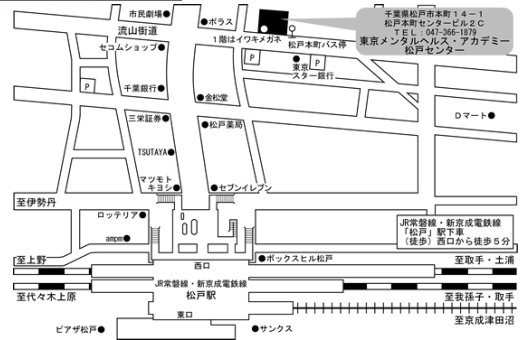 市民劇場
流山街道
セコムショップ
ポラス
1階はイワキメガネ
松戸本町バス停
千葉県松戸市本町14-1
松戸本町センタービル2C
TEL:047-366-1879
東京メンタルヘルス・アカデミー
松戸センター
P
P
P
東京
スター銀行
千葉銀行
金松堂
三栄証券
松戸薬局
Dマート
TSUTAYA
マツモト
キヨシ
セブンイレブン
至伊勢丹
ロッテリア
ampm
JR常磐線・新京成電鉄線
「松戸」駅下車
(徒歩)西口から徒歩5分
至上野
西口
ボックスヒル松戸
至取手・土浦
至代々木上原
JR常磐線・新京成電鉄線
松戸駅
至我孫子・取手
東口
至京成津田沼
ピアザ松戸
サンクス